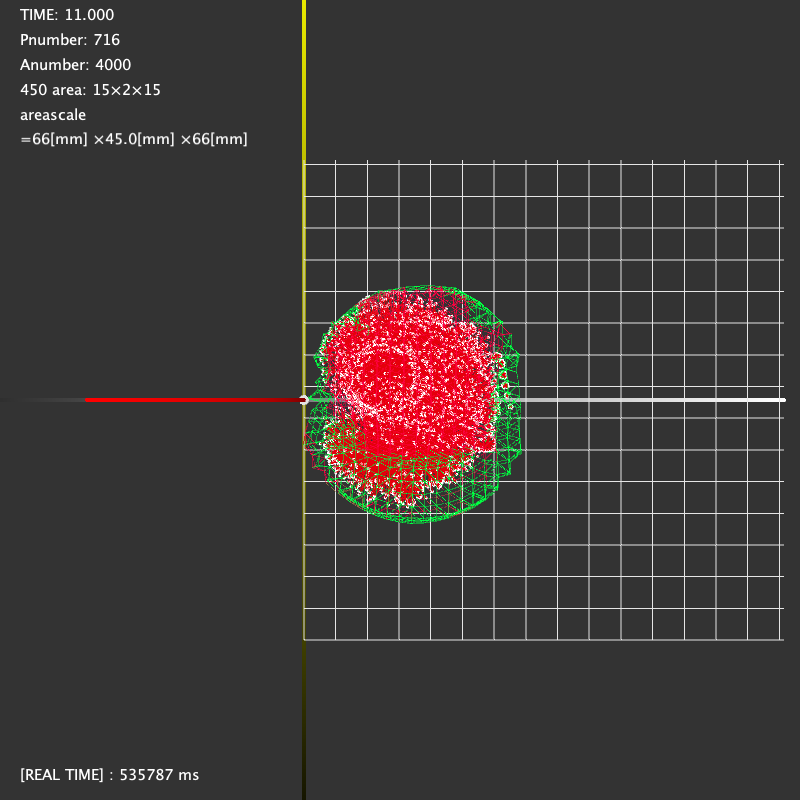 TIME: 11.000
Pnumber: 716
Anumber: 4000
450 area: 15×2×15
areascale
=66[mm] ×45.0[mm] ×66[mm]
[REAL TIME] : 535787 ms